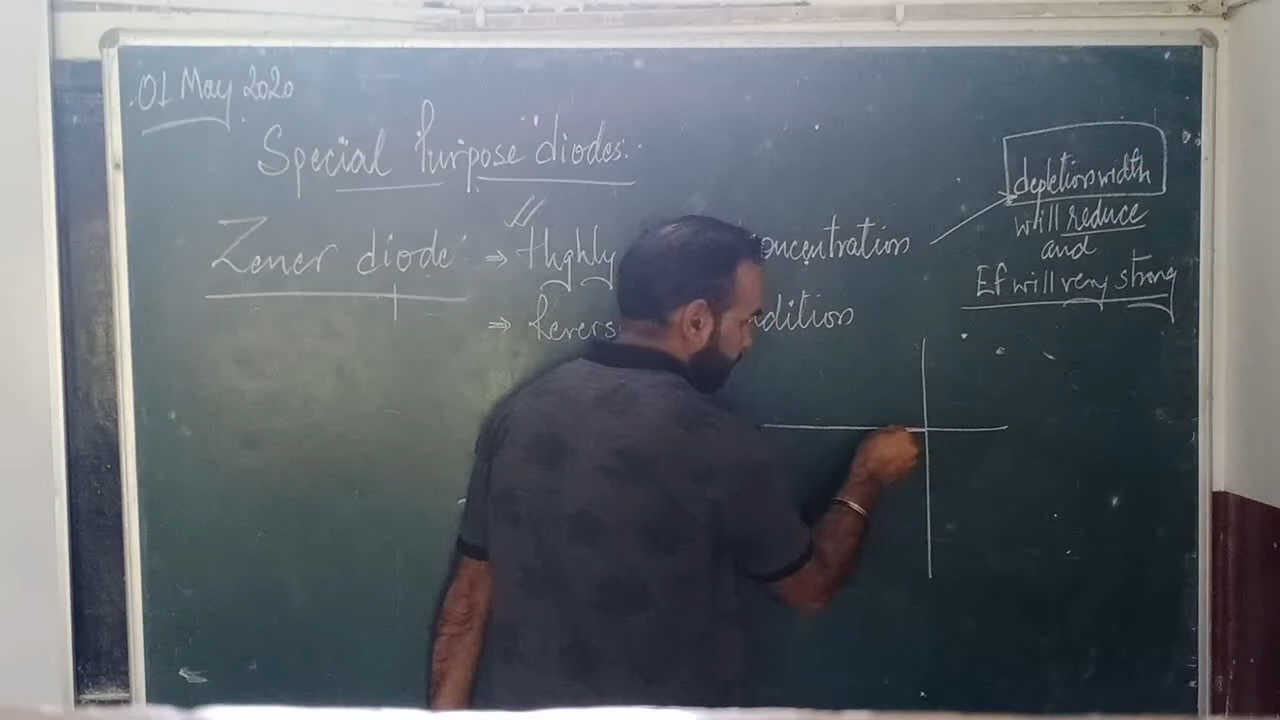 01 May 2020
Special Purpose diodes:
Zener diode ⇒ Highly oncentration
⇒ Revers ndition
depletion width
will reduce
and
Ef will very strong